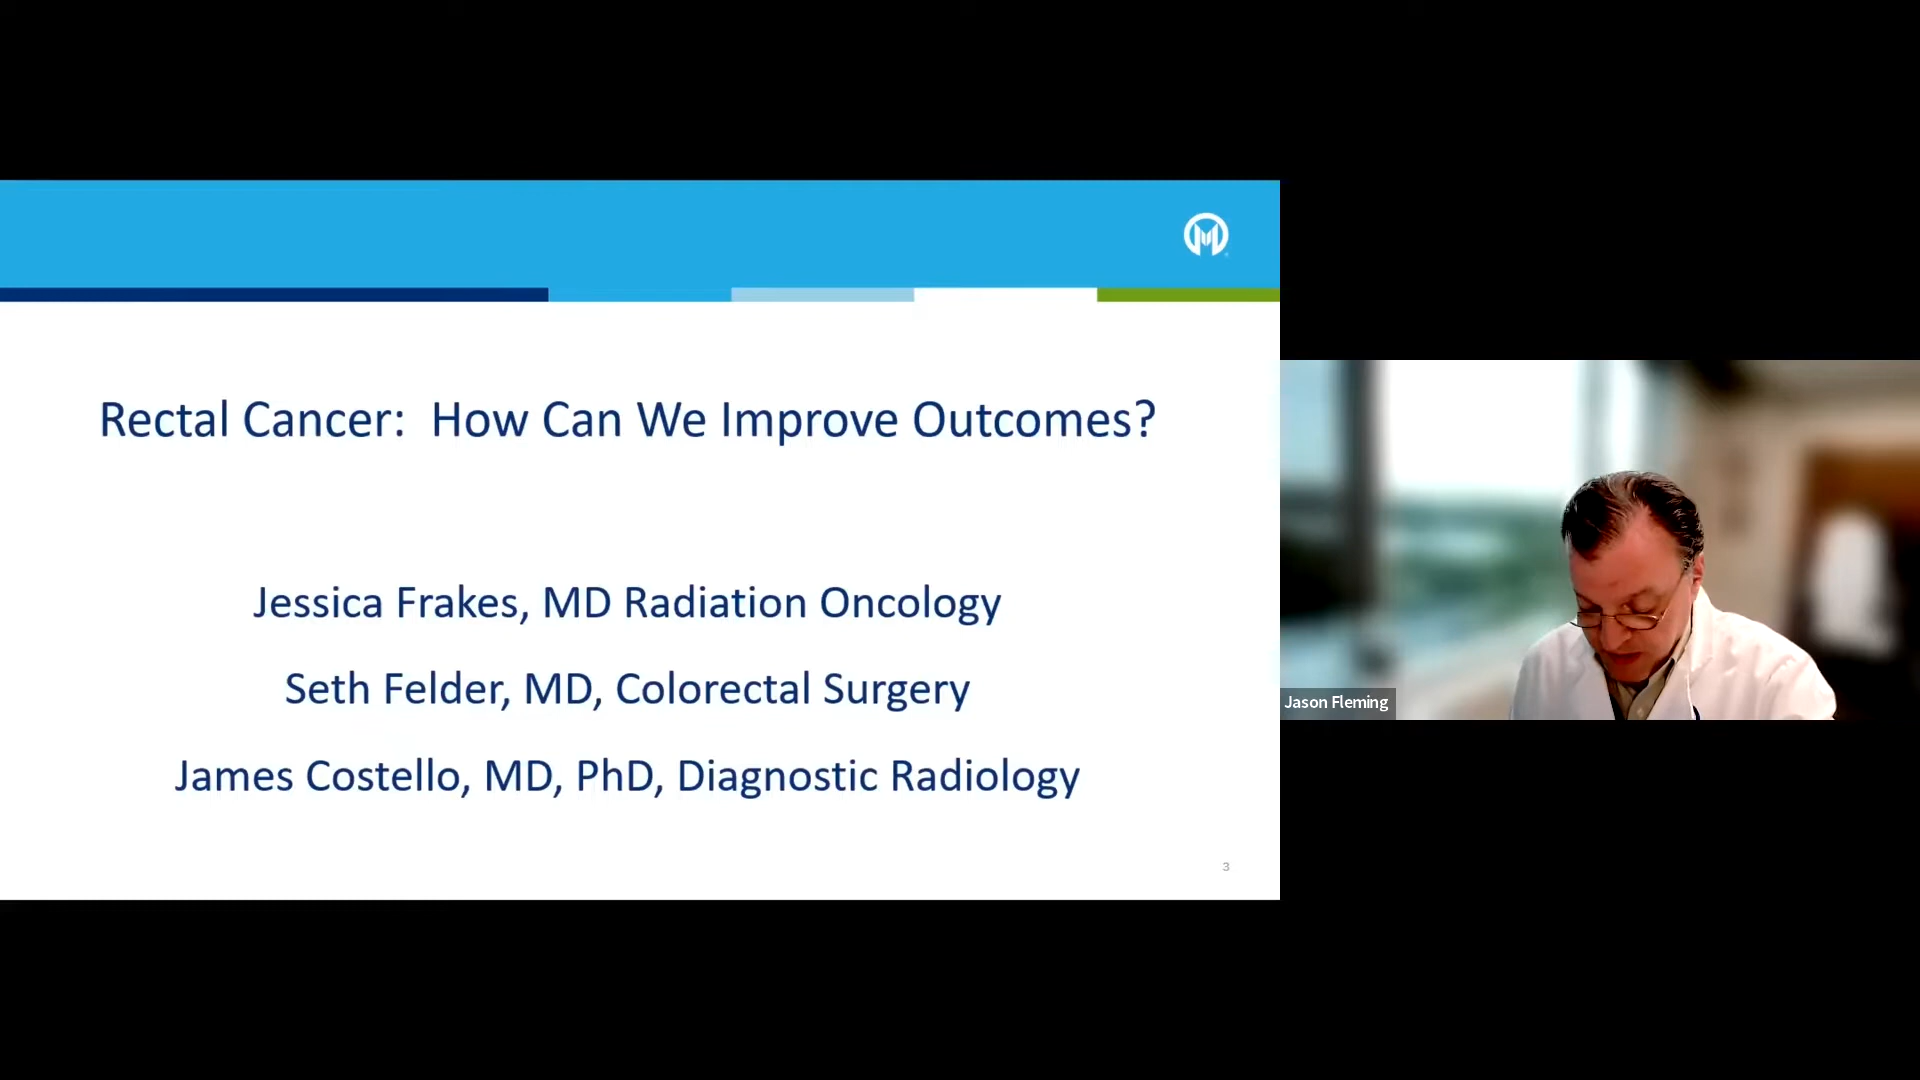 Rectal Cancer: How Can We Improve Outcomes?
Jessica Frakes, MD Radiation Oncology
Seth Felder, MD, Colorectal Surgery
James Costello, MD, PhD, Diagnostic Radiology
3
Jason Fleming